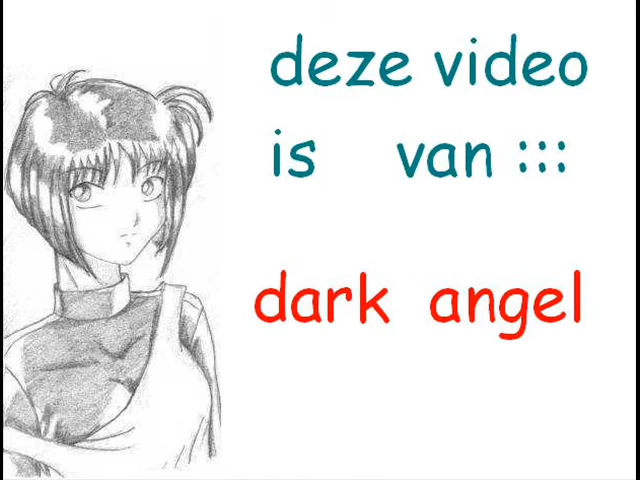 deze video
is van :::
dark angel